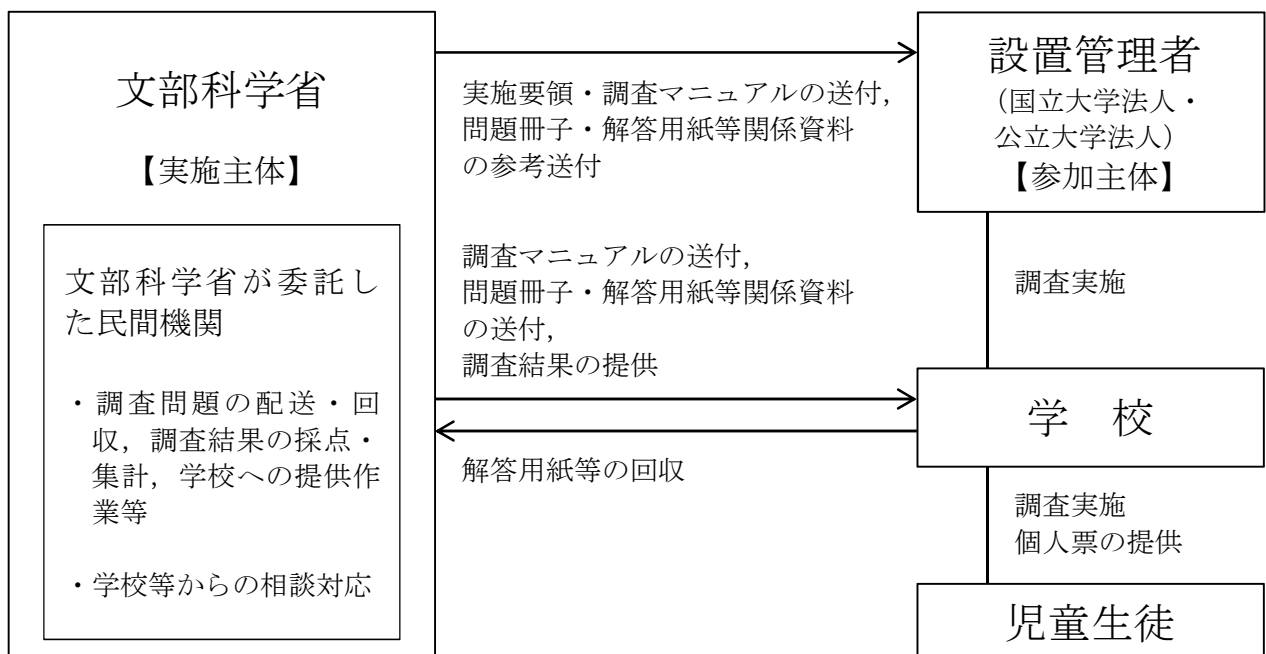 文部科学省
【実施主体】
文部科学省が委託し
た民間機関
・調査問題の配送・回
収，調査結果の採点・
集計，学校への提供作
業等
・学校等からの相談対応
実施要領・調査マニュアルの送付，
問題冊子・解答用紙等関係資料
の参考送付
調査マニュアルの送付，
問題冊子・解答用紙等関係資料
の送付，
調査結果の提供
解答用紙等の回収
設置管理者
（国立大学法人・
公立大学法人）
【参加主体】
調査実施
学　校
調査実施
個人票の提供
児童生徒